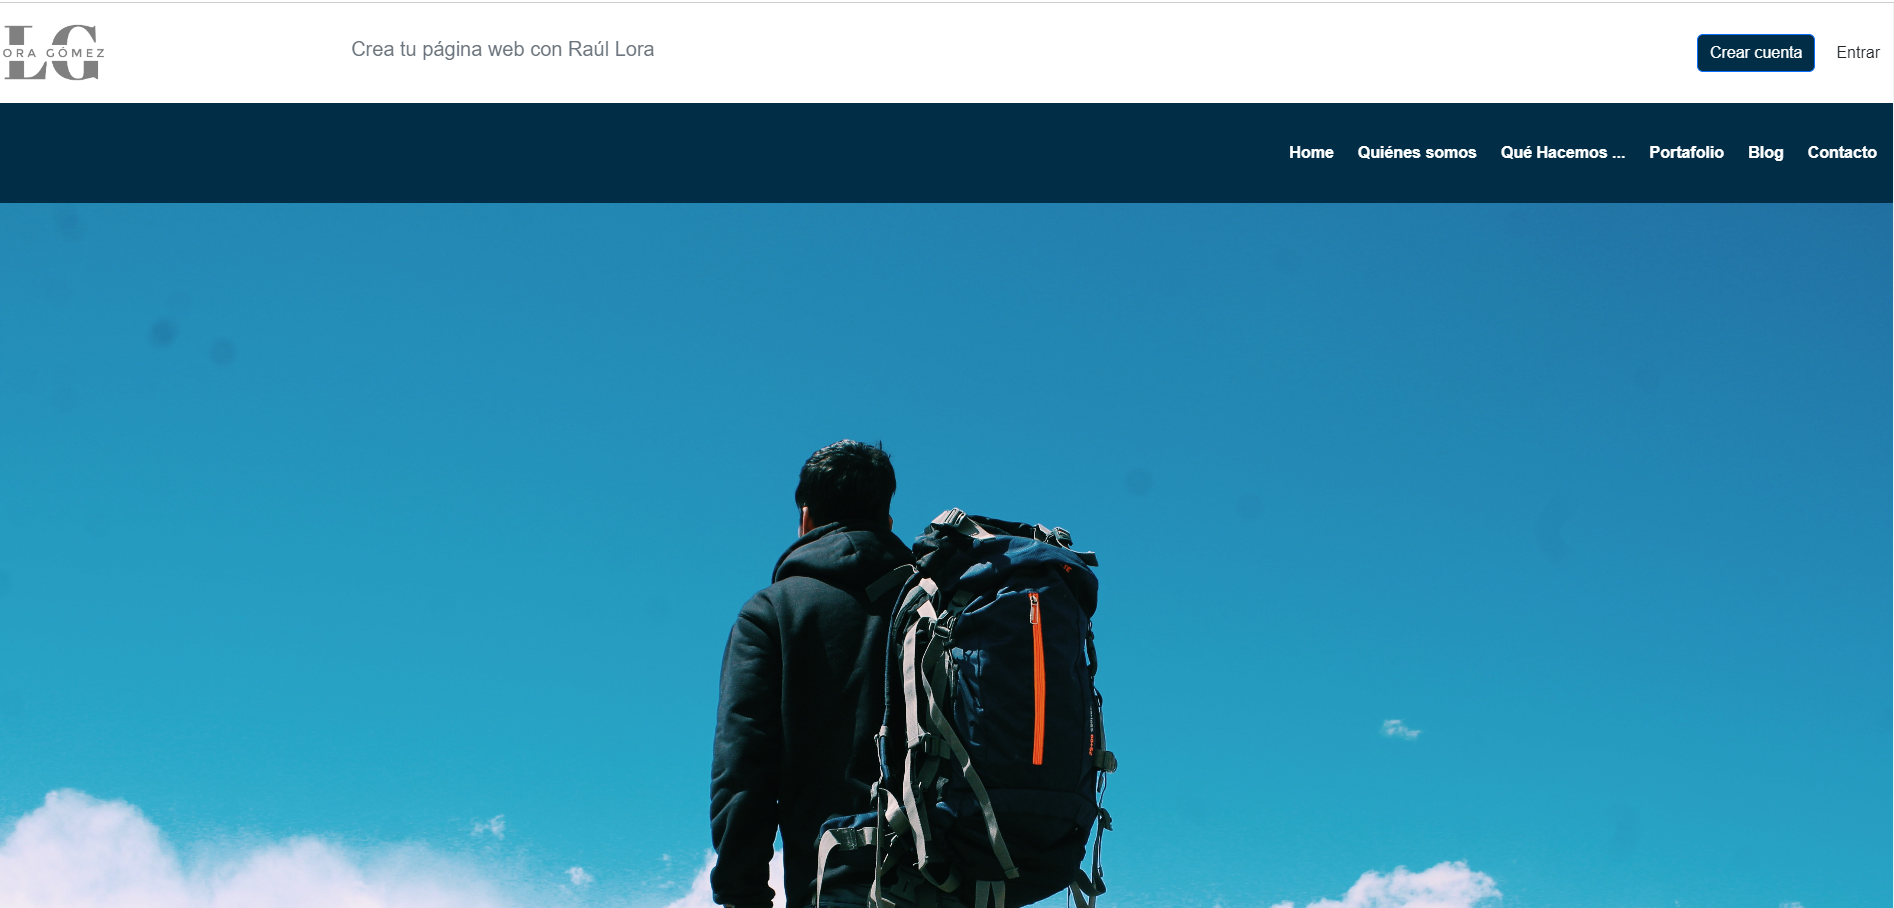 LG
ORA GÓMEZ
Crea tu página web con Raúl Lora
Crear cuenta Entrar
Home Quiénes somos Qué Hacemos ... Portafolio Blog Contacto